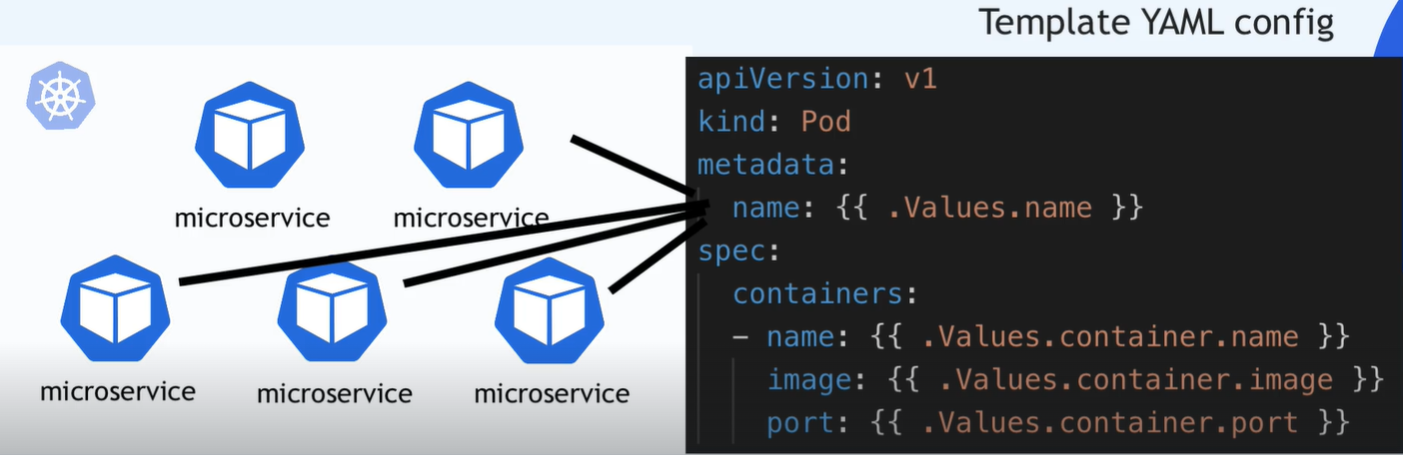 Template YAML config
microservice microservice
microservice microservice microservice
apiVersion: v1
kind: Pod
metadata:
  name: {{ .Values.name }}
spec:
  containers:
  – name: {{ .Values.container.name }}
    image: {{ .Values.container.image }}
    port: {{ .Values.container.port }}